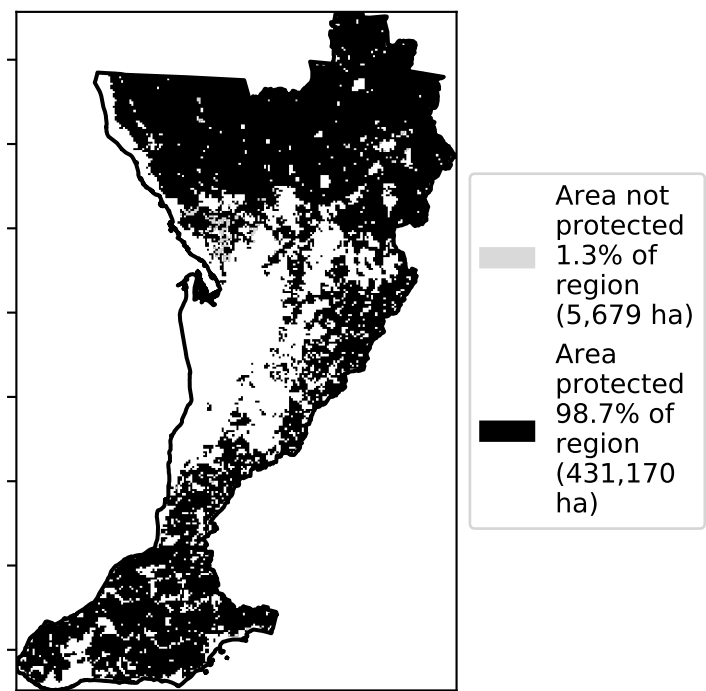 Area not
protected
1.3% of
region
(5,679 ha)
Area
protected
98.7% of
region
(431,170
ha)